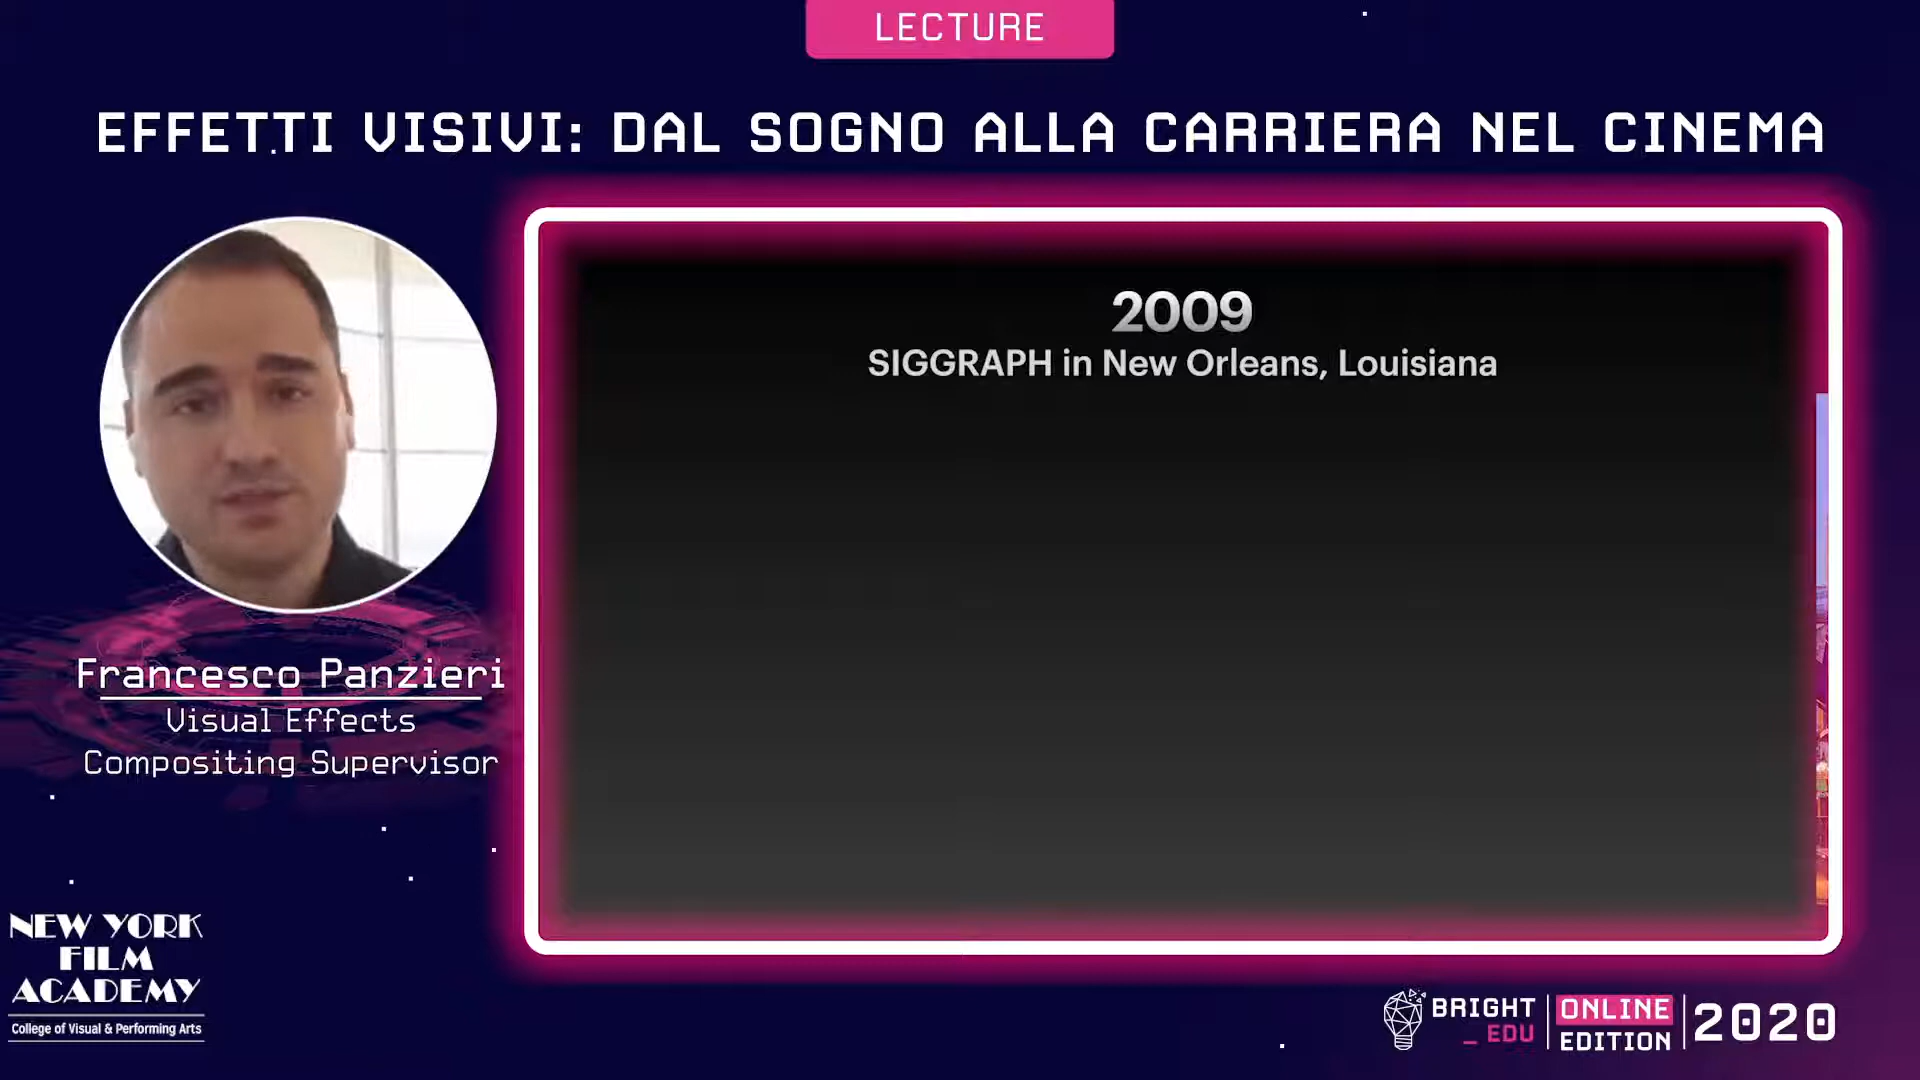 LECTURE
EFFETTI VISIVI: DAL SOGNO ALLA CARRIERA NEL CINEMA
2009
SIGGRAPH in New Orleans, Louisiana
Francesco Panzieri
Visual Effects
Compositing Supervisor
NEW YORK
FILM
ACADEMY
College of Visual & Performing Arts
BRIGHT
_ EDU
ONLINE
EDITION
2020